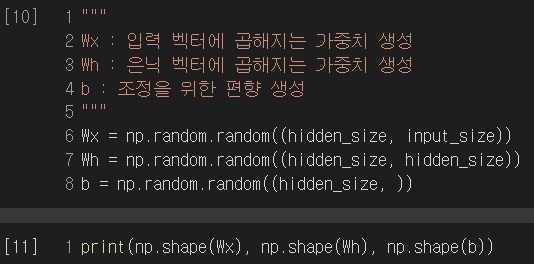 [10] 1 """
2 Wx : 입력 벡터에 곱해지는 가중치 생성
3 Wh : 은닉 벡터에 곱해지는 가중치 생성
4 b : 조정을 위한 편향 생성
5 """
6 Wx = np.random.random((hidden_size, input_size))
7 Wh = np.random.random((hidden_size, hidden_size))
8 b = np.random.random((hidden_size, ))
[11] 1 print(np.shape(Wx), np.shape(Wh), np.shape(b))